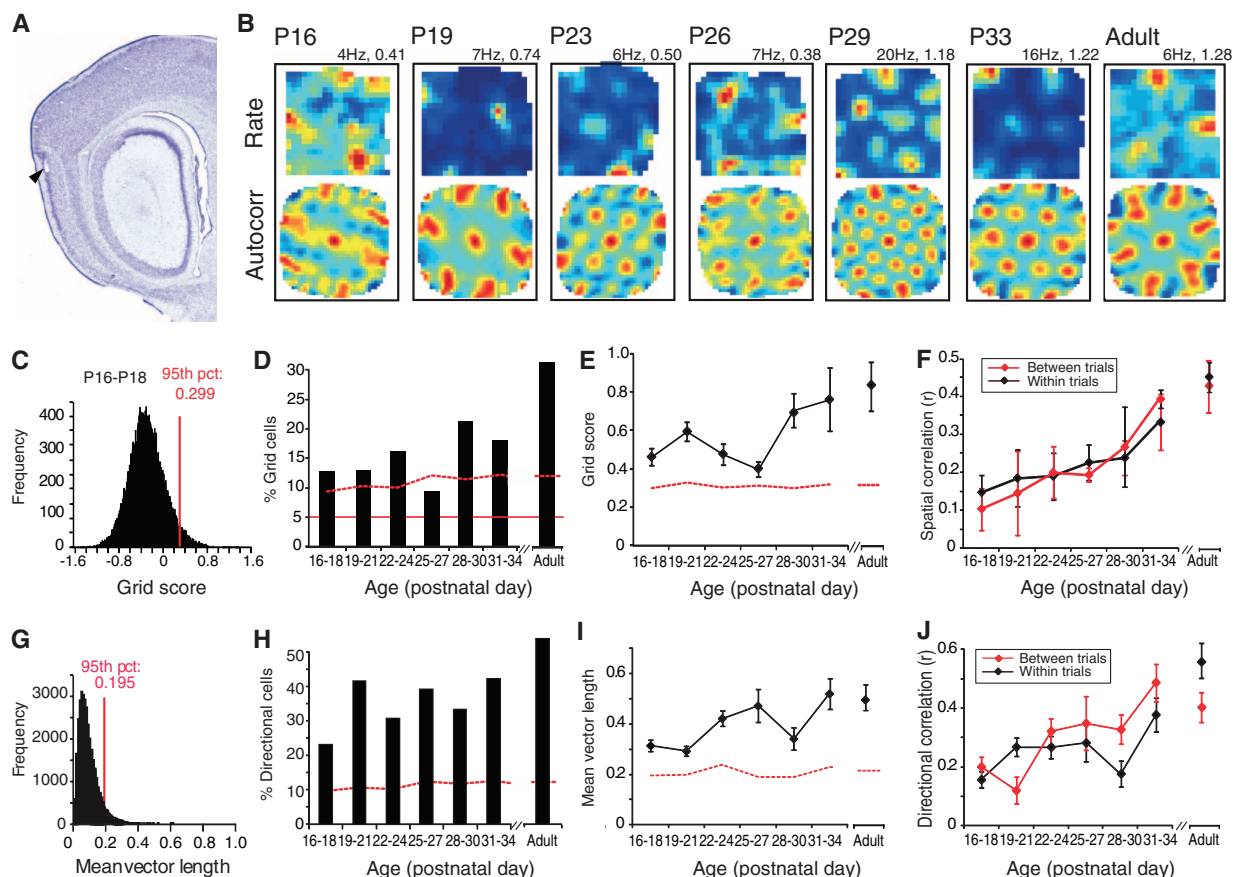 A
B
P16 P19 P23 P26 P29 P33 Adult
4Hz, 0.41 7Hz, 0.74 6Hz, 0.50 7Hz, 0.38 20Hz, 1.18 16Hz, 1.22 6Hz, 1.28
Rate
Autocorr
C
P16-P18
95th pct:
0.299
Frequency
400
300
200
100
0
-1.6 -0.8 0 0.8 1.6
Grid score
D
% Grid cells
30
25
20
15
10
5
0
16-18 19-21 22-24 25-27 28-30 31-34 Adult
Age (postnatal day)
E
Grid score
1.0
0.8
0.6
0.4
0.2
0
16-18 19-21 22-24 25-27 28-30 31-34 Adult
Age (postnatal day)
F
Between trials
Within trials
Spatial correlation (r)
0.5
0.4
0.3
0.2
0.1
0
16-18 19-21 22-24 25-27 28-30 31-34 Adult
Age (postnatal day)
G
95th pct:
0.195
Frequency
3000
2000
1000
0
0 0.2 0.4 0.6 0.8 1.0
Meanvector length
H
% Directional cells
50
40
30
20
10
0
16-18 19-21 22-24 25-27 28-30 31-34 Adult
Age (postnatal day)
I
Mean vector length
0.6
0.4
0.2
0
16-18 19-21 22-24 25-27 28-30 31-34 Adult
Age (postnatal day)
J
Between trials
Within trials
Directional correlation (r)
0.6
0.4
0.2
0
16-18 19-21 22-24 25-27 28-30 31-34 Adult
Age (postnatal day)